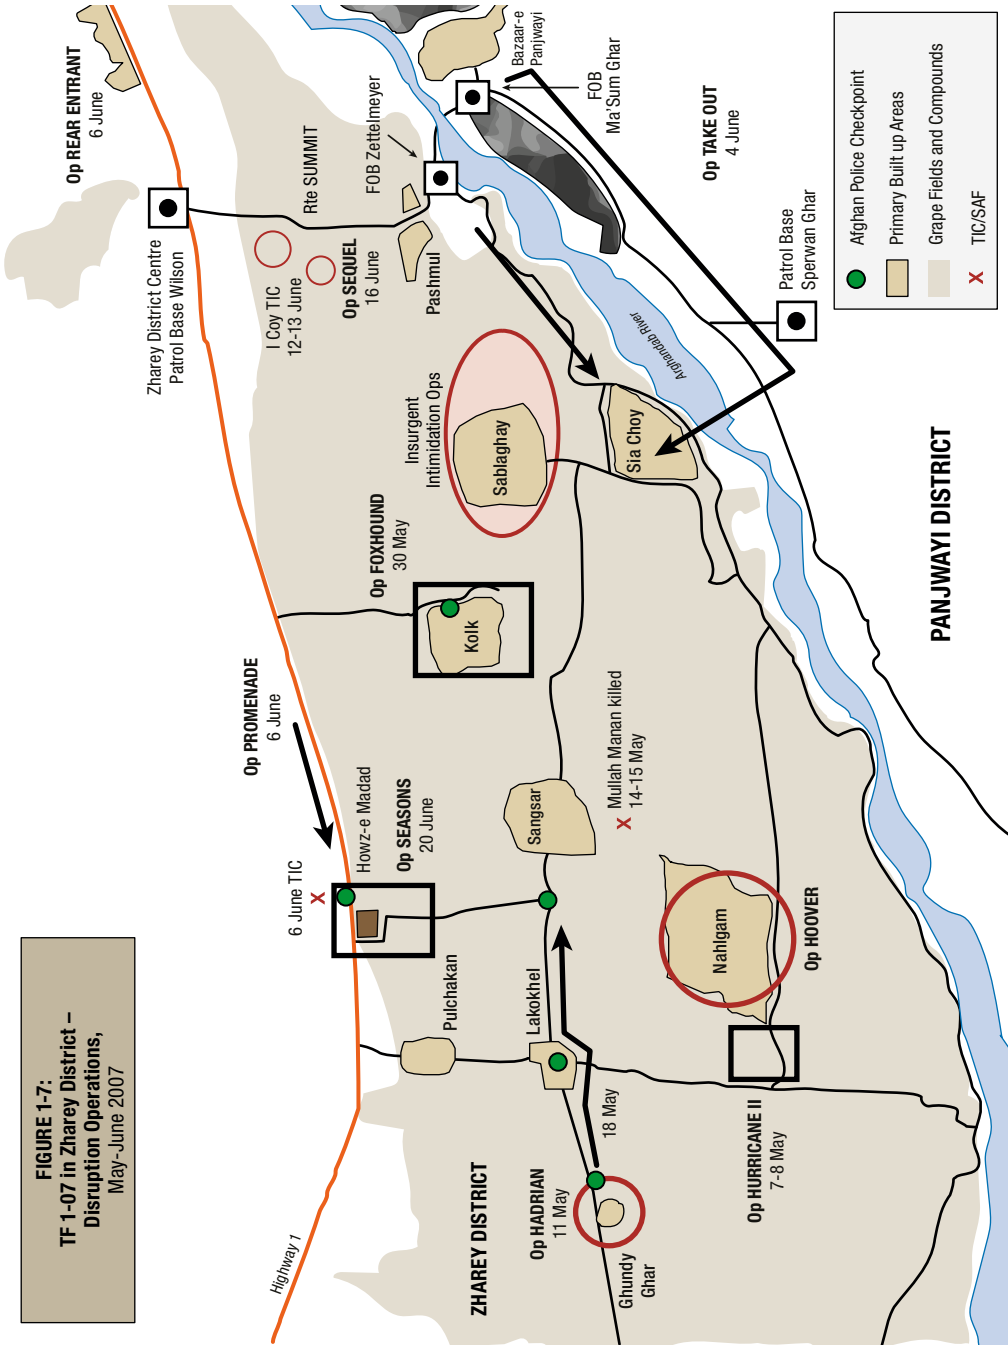 FIGURE 1-7:
TF 1-07 in Zharey District –
Disruption Operations,
May-June 2007
Highway 1
ZHAREY DISTRICT
Ghundy
Ghar
Op HADRIAN
11 May
18 May
Op HURRICANE II
7-8 May
Pulchakan
Lakokhel
Nahlgam
Op HOOVER
6 June TIC
X
Howz-e Madad
Op SEASONS
20 June
Op PROMENADE
6 June
Sangsar
X Mullah Manan killed
14-15 May
Op FOXHOUND
30 May
Kolk
Insurgent
Intimidation Ops
Sablaghay
Sia Choy
Zharey District Centre
Patrol Base Wilson
I Coy TIC
12-13 June
Op SEQUEL
16 June
Rte SUMMIT
Pashmul
FOB Zettelmeyer
Op REAR ENTRANT
6 June
Bazaar-e
Panjwayi
FOB
Ma'Sum Ghar
Op TAKE OUT
4 June
Arghandab River
Patrol Base
Sperwan Ghar
PANJWAYI DISTRICT
Afghan Police Checkpoint
Primary Built up Areas
Grape Fields and Compounds
X TIC/SAF